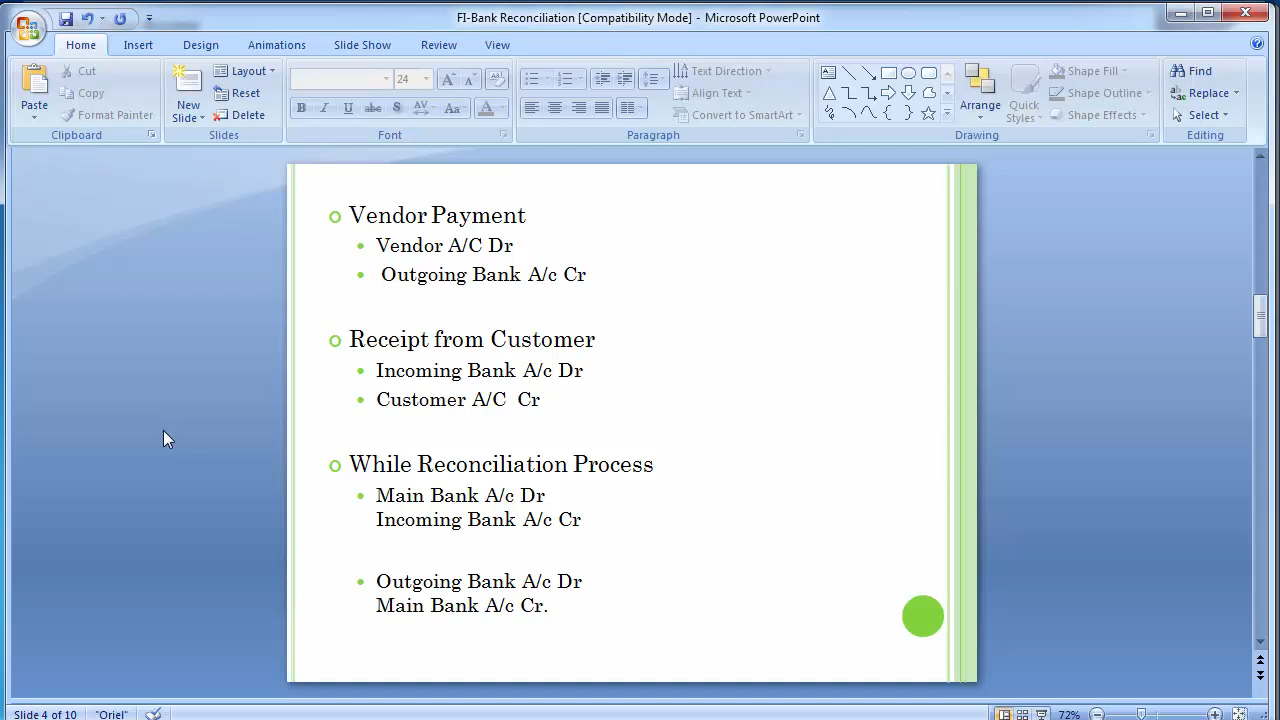 FI-Bank Reconciliation [Compatibility Mode] - Microsoft PowerPoint
Home Insert Design Animations Slide Show Review View
Paste
Cut
Copy
Format Painter
Clipboard
New Slide
Layout
Reset
Delete
Slides
24
B I U abc S AV Aa A
Font
Text Direction
Align Text
Convert to SmartArt
Paragraph
Arrange
Quick Styles
Shape Fill
Shape Outline
Shape Effects
Drawing
Find
Replace
Select
Editing
Vendor Payment
Vendor A/C Dr
Outgoing Bank A/c Cr
Receipt from Customer
Incoming Bank A/c Dr
Customer A/C  Cr
While Reconciliation Process
Main Bank A/c Dr
Incoming Bank A/c Cr
Outgoing Bank A/c Dr
Main Bank A/c Cr.
Slide 4 of 10 "Oriel" 72%